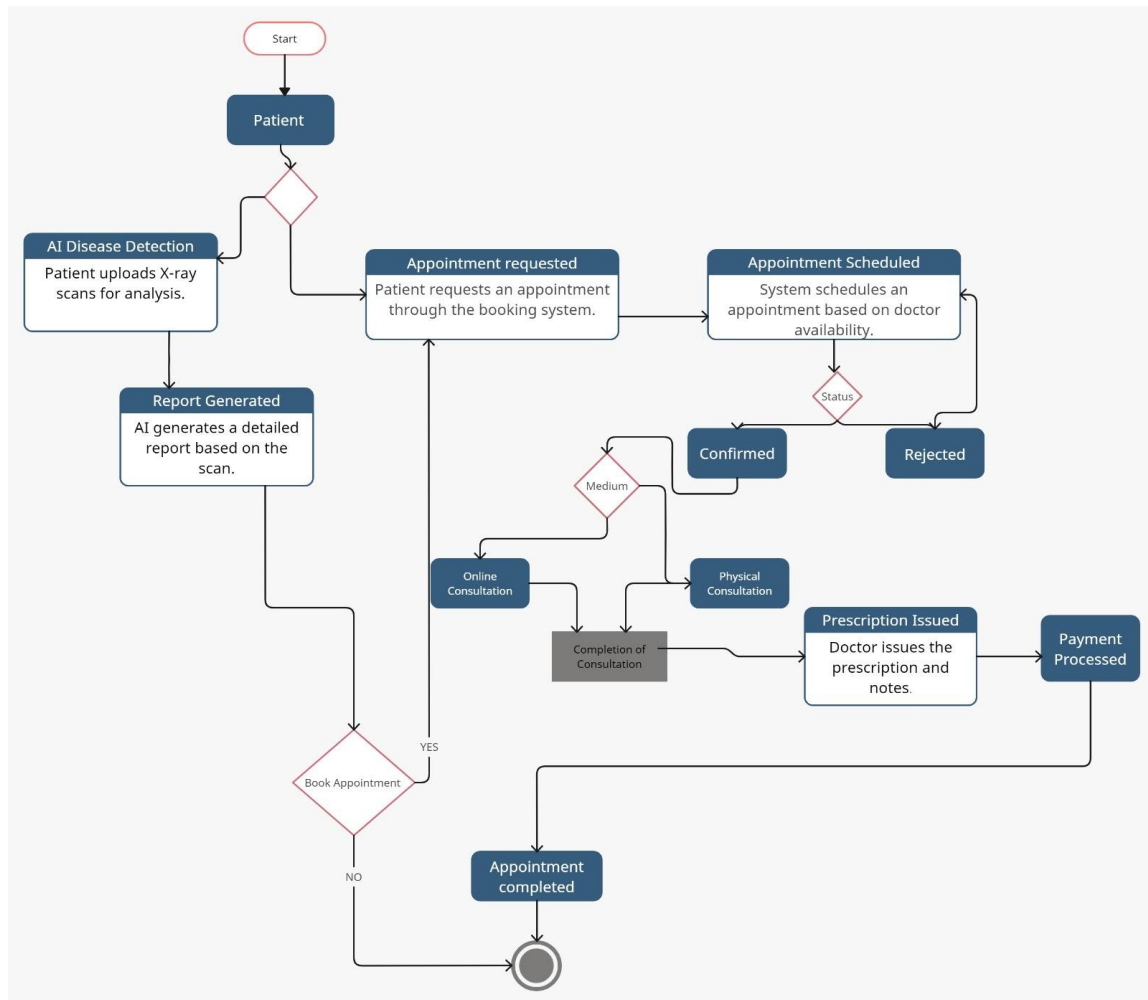 Start
Patient
AI Disease Detection
Patient uploads X-ray
scans for analysis.
Appointment requested
Patient requests an appointment
through the booking system.
Appointment Scheduled
System schedules an
appointment based on doctor
availability.
Report Generated
AI generates a detailed
report based on the
scan.
Status
Confirmed
Rejected
Medium
Online
Consultation
Physical
Consultation
Completion of
Consultation
Prescription Issued
Doctor issues the
prescription and
notes.
Payment
Processed
YES
Book Appointment
NO
Appointment
completed